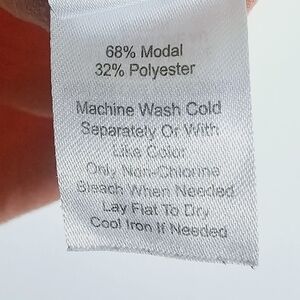 68% Modal
32% Polyester
Machine Wash Cold
Separately Or With
Like Color
Only Non-Chlorine
Bleach When Needed
Lay Flat To Dry
Cool Iron If Needed